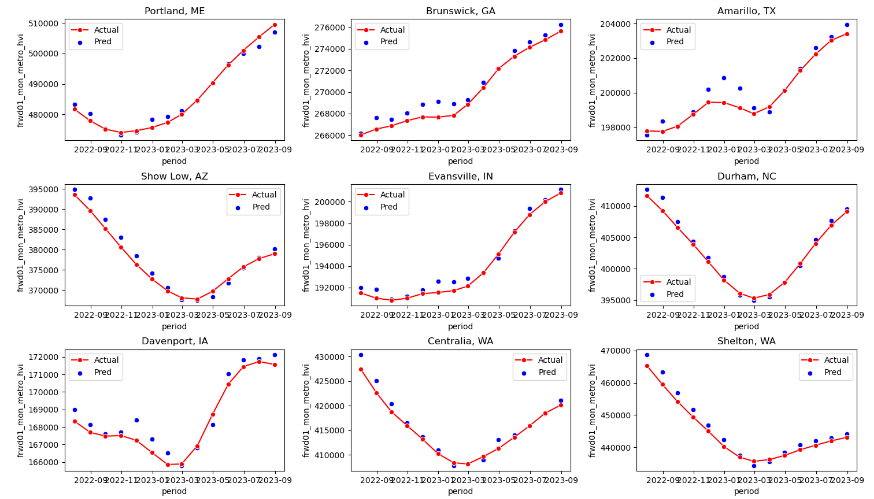 Portland, ME
frwd01_mon_metro_hvi
510000
500000
490000
480000
Actual
Pred
2022-09 2022-11 2023-01 2023-03 2023-05 2023-07 2023-09
period
Brunswick, GA
frwd01_mon_metro_hvi
276000
274000
272000
270000
268000
266000
Actual
Pred
2022-09 2022-11 2023-01 2023-03 2023-05 2023-07 2023-09
period
Amarillo, TX
frwd01_mon_metro_hvi
204000
202000
200000
198000
Actual
Pred
2022-09 2022-11 2023-01 2023-03 2023-05 2023-07 2023-09
period
Show Low, AZ
frwd01_mon_metro_hvi
395000
390000
385000
380000
375000
370000
Actual
Pred
2022-09 2022-11 2023-01 2023-03 2023-05 2023-07 2023-09
period
Evansville, IN
frwd01_mon_metro_hvi
200000
198000
196000
194000
192000
Actual
Pred
2022-09 2022-11 2023-01 2023-03 2023-05 2023-07 2023-09
period
Durham, NC
frwd01_mon_metro_hvi
410000
405000
400000
395000
Actual
Pred
2022-09 2022-11 2023-01 2023-03 2023-05 2023-07 2023-09
period
Davenport, IA
frwd01_mon_metro_hvi
172000
171000
170000
169000
168000
167000
166000
Actual
Pred
2022-09 2022-11 2023-01 2023-03 2023-05 2023-07 2023-09
period
Centralia, WA
frwd01_mon_metro_hvi
430000
425000
420000
415000
410000
Actual
Pred
2022-09 2022-11 2023-01 2023-03 2023-05 2023-07 2023-09
period
Shelton, WA
frwd01_mon_metro_hvi
470000
460000
450000
440000
Actual
Pred
2022-09 2022-11 2023-01 2023-03 2023-05 2023-07 2023-09
period